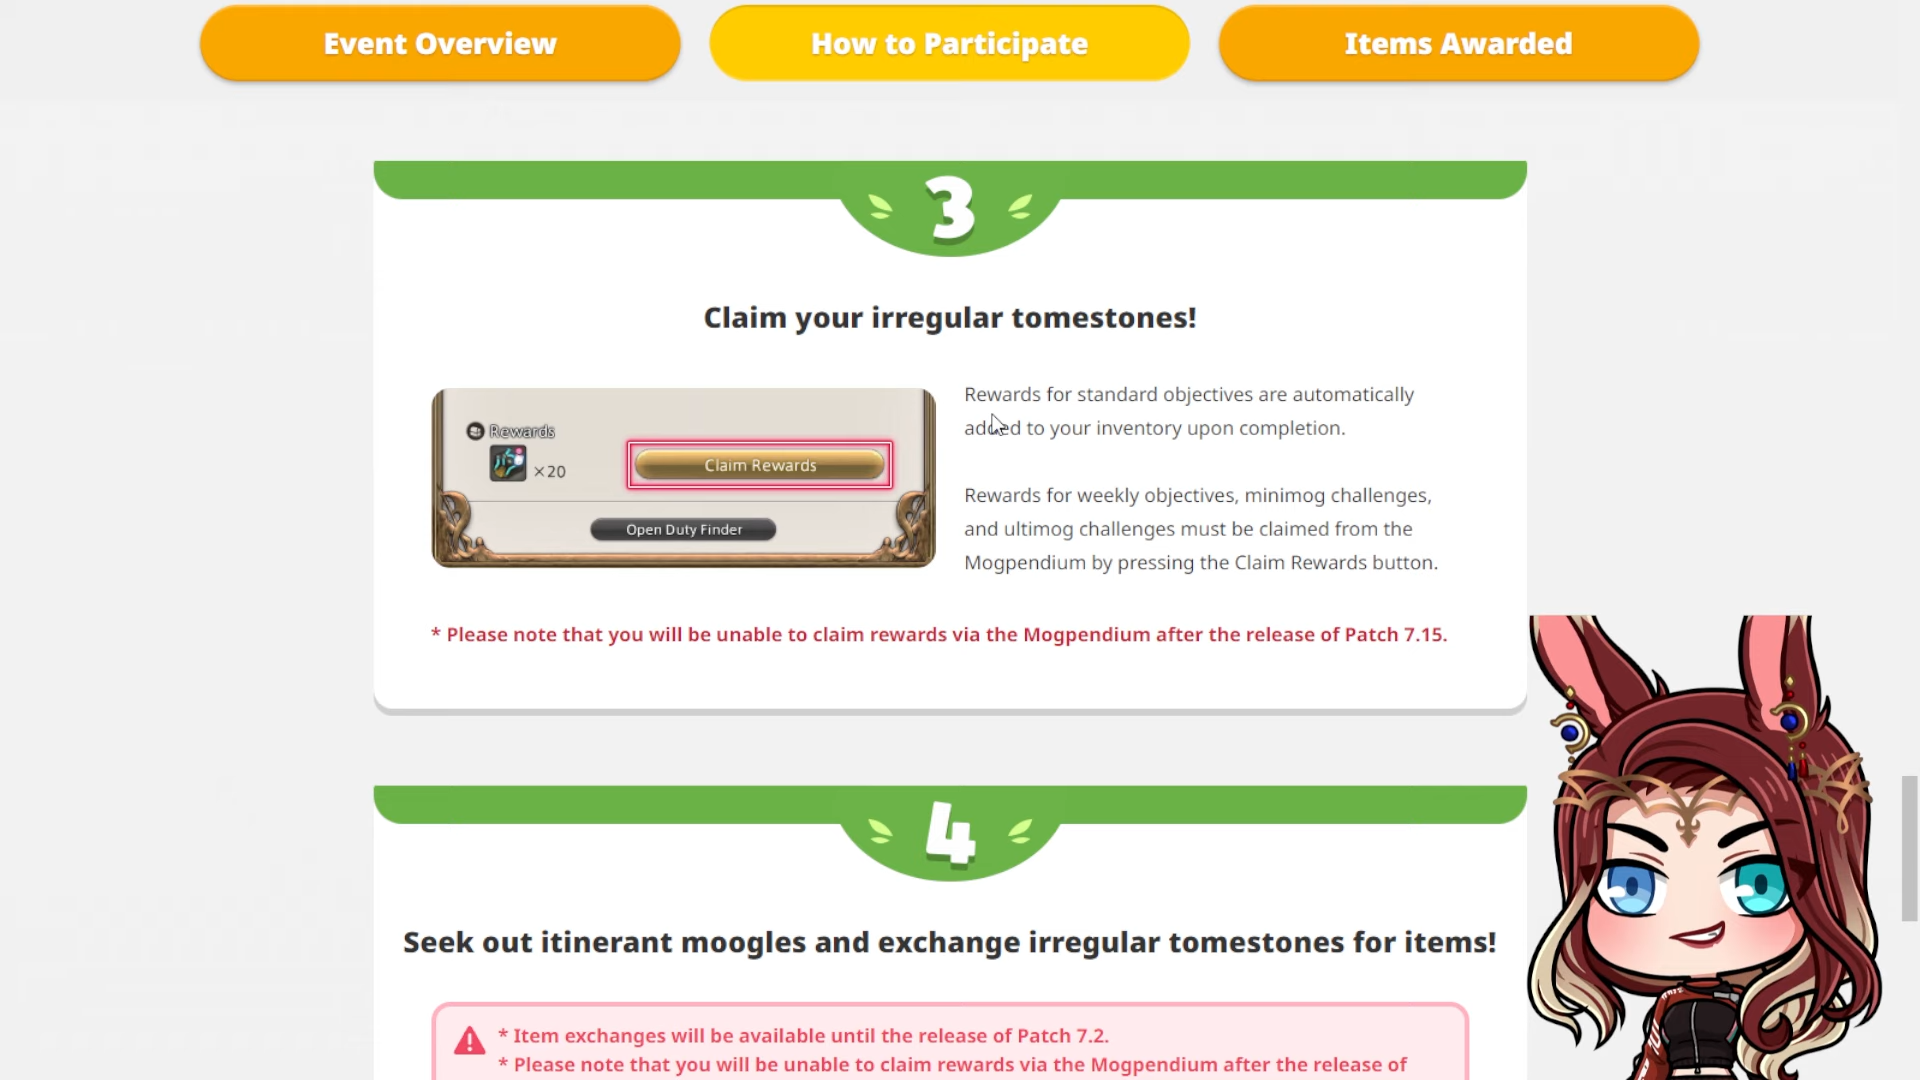 Event Overview
How to Participate
Items Awarded
3
Claim your irregular tomestones!
Rewards
×20
Claim Rewards
Open Duty Finder
Rewards for standard objectives are automatically
added to your inventory upon completion.
Rewards for weekly objectives, minimog challenges,
and ultimog challenges must be claimed from the
Mogpendium by pressing the Claim Rewards button.
* Please note that you will be unable to claim rewards via the Mogpendium after the release of Patch 7.15.
4
Seek out itinerant moogles and exchange irregular tomestones for items!
* Item exchanges will be available until the release of Patch 7.2.
* Please note that you will be unable to claim rewards via the Mogpendium after the release of